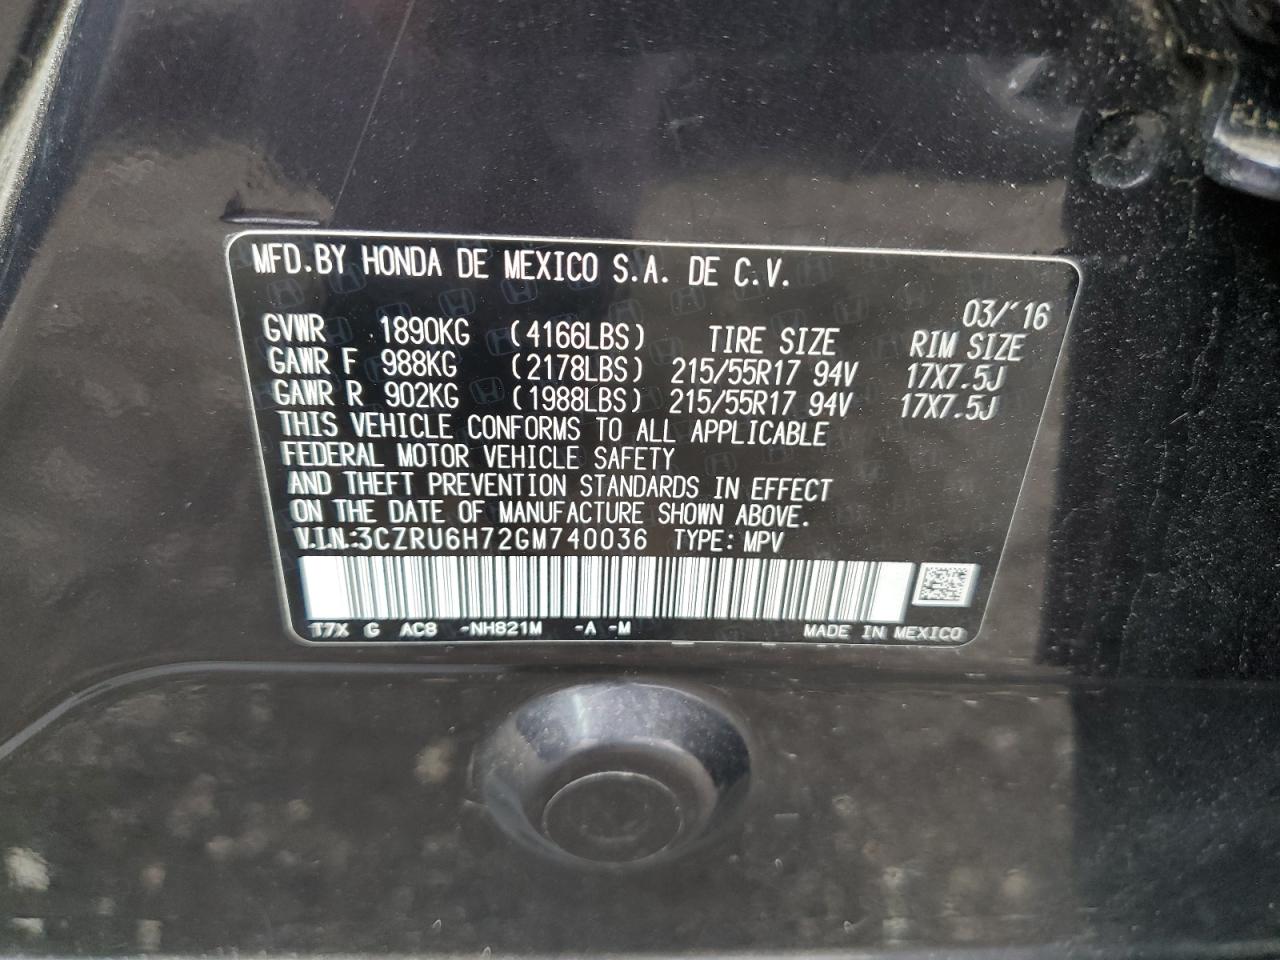 MFD.BY HONDA DE MEXICO S.A. DE C.V.
03/'16
GVWR 1890KG (4166LBS) TIRE SIZE RIM SIZE
GAWR F 988KG (2178LBS) 215/55R17 94V 17X7.5J
GAWR R 902KG (1988LBS) 215/55R17 94V 17X7.5J
THIS VEHICLE CONFORMS TO ALL APPLICABLE
FEDERAL MOTOR VEHICLE SAFETY
AND THEFT PREVENTION STANDARDS IN EFFECT
ON THE DATE OF MANUFACTURE SHOWN ABOVE.
V.I.N.:3CZRU6H72GM740036 TYPE: MPV
T7X G AC8 -NH821M -A -M MADE IN MEXICO